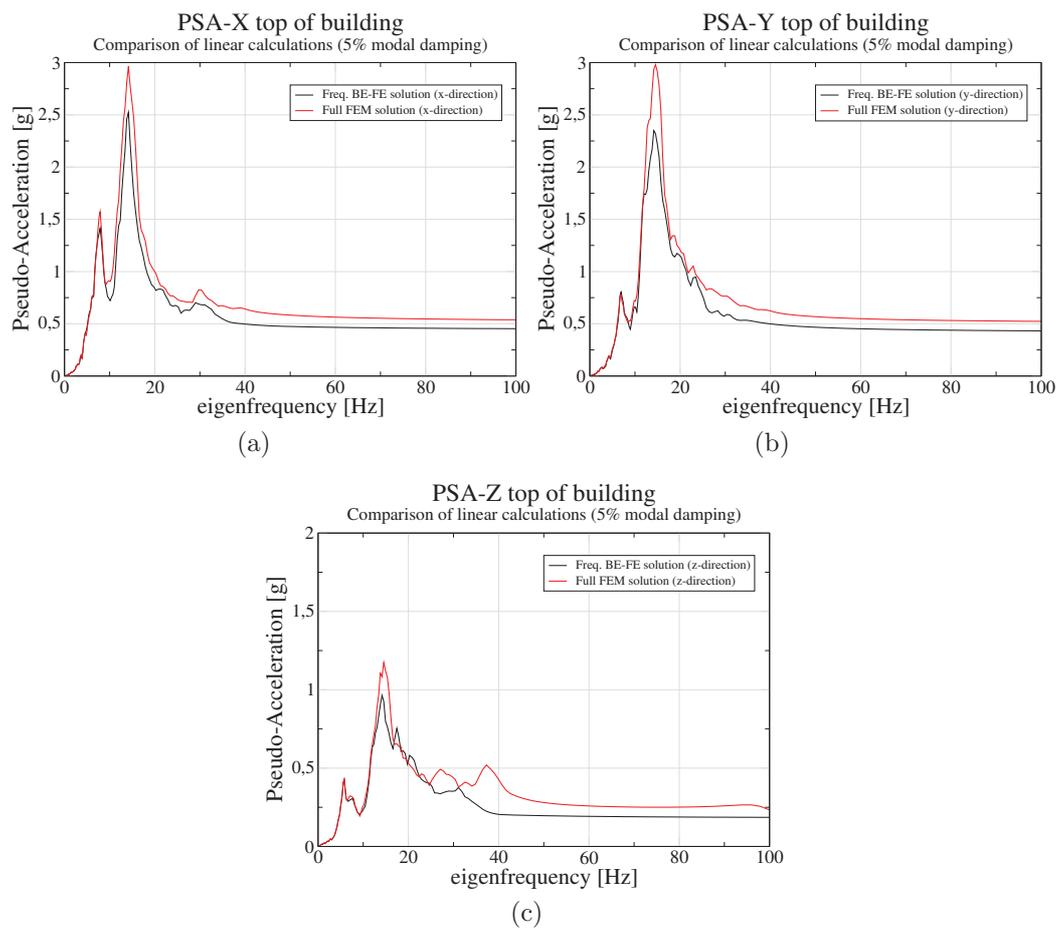 PSA-X top of building
Comparison of linear calculations (5% modal damping)
Pseudo-Acceleration [g]
3
2,5
2
1,5
1
0,5
0
Freq. BE-FE solution (x-direction)
Full FEM solution (x-direction)
0 20 40 60 80 100
eigenfrequency [Hz]
(a)
PSA-Y top of building
Comparison of linear calculations (5% modal damping)
Pseudo-Acceleration [g]
3
2,5
2
1,5
1
0,5
0
Freq. BE-FE solution (y-direction)
Full FEM solution (y-direction)
0 20 40 60 80 100
eigenfrequency [Hz]
(b)
PSA-Z top of building
Comparison of linear calculations (5% modal damping)
Pseudo-Acceleration [g]
2
1,5
1
0,5
0
Freq. BE-FE solution (z-direction)
Full FEM solution (z-direction)
0 20 40 60 80 100
eigenfrequency [Hz]
(c)